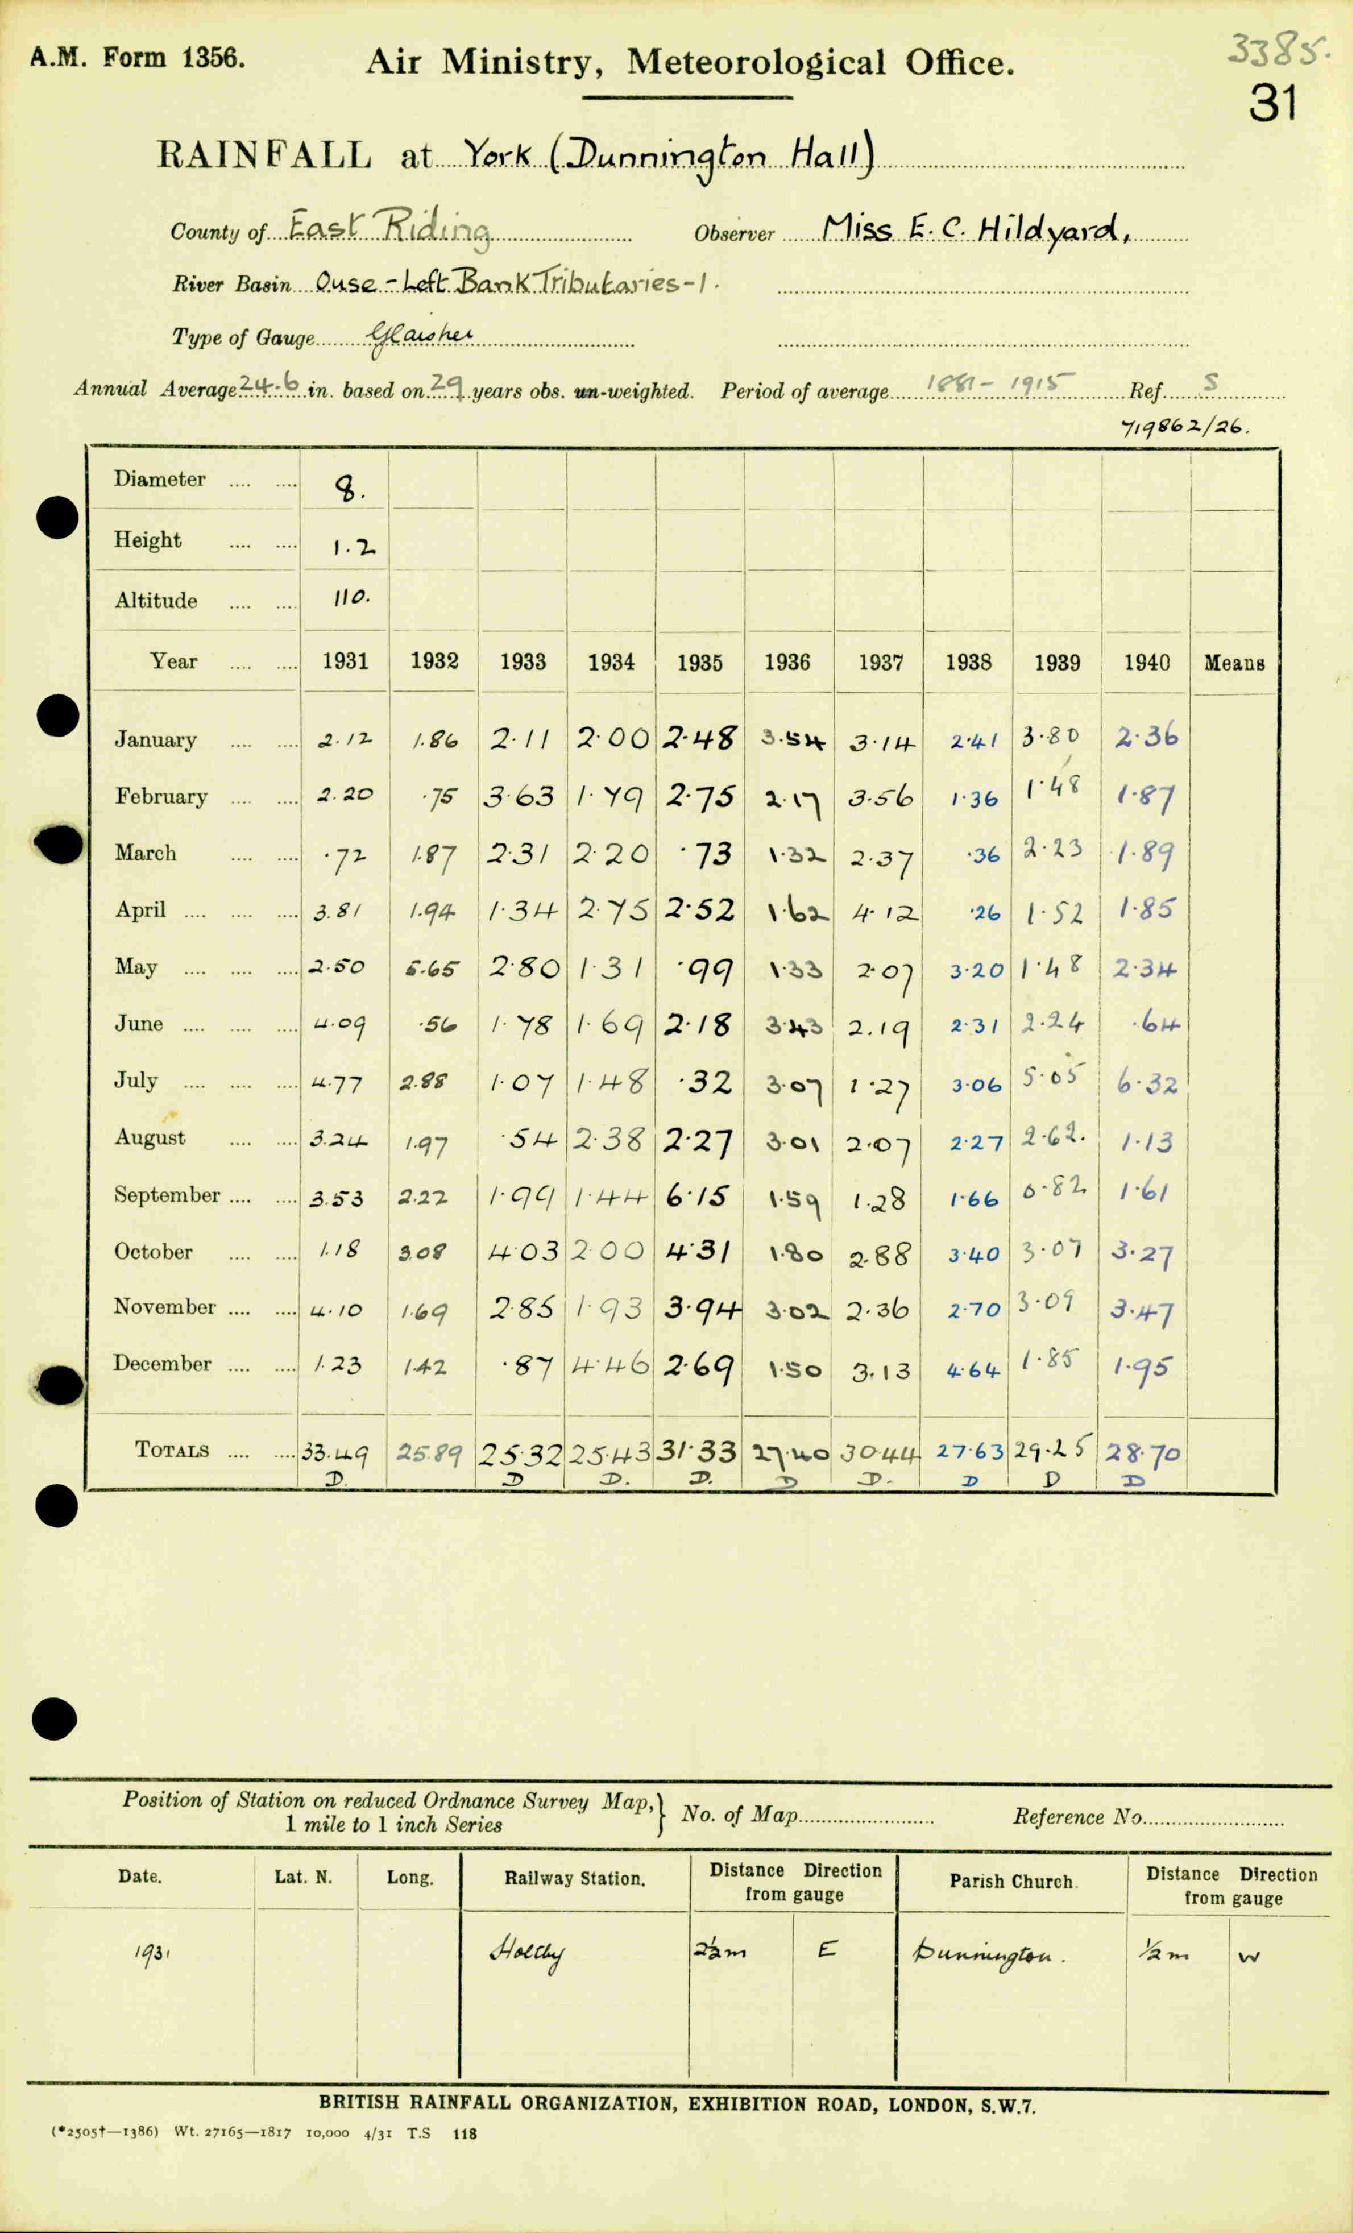 A.M. Form 1356.
Air Ministry, Meteorological Office.
3385.
31
RAINFALL at York (Dunnington Hall)
County of East Riding Observer Miss E. C. Hildyard,
River Basin Ouse - Left Bank Tributaries - 1.
Type of Gauge Glaisher
Annual Average 24.6 in. based on 29 years obs. un-weighted. Period of average 1881 - 1915 Ref. S
719862/26.
Diameter 8.
Height 1.2
Altitude 110.
Year 1931 1932 1933 1934 1935 1936 1937 1938 1939 1940 Means
January 2.12 1.86 2.11 2.00 2.48 3.54 3.14 2.41 3.80 2.36
February 2.20 .75 3.63 1.79 2.75 2.17 3.56 1.36 1.48 1.87
March .72 1.87 2.31 2.20 .73 1.32 2.37 .36 2.23 1.89
April 3.81 1.94 1.34 2.75 2.52 1.62 4.12 .26 1.52 1.85
May 2.50 5.65 2.80 1.31 .99 1.33 2.07 3.20 1.48 2.34
June 4.09 .56 1.78 1.69 2.18 3.43 2.19 2.31 2.24 .64
July 4.77 2.88 1.07 1.48 .32 3.07 1.27 3.06 5.05 6.32
August 3.24 1.97 .54 2.38 2.27 3.01 2.07 2.27 2.62. 1.13
September 3.53 2.22 1.99 1.44 6.15 1.59 1.28 1.66 0.82 1.61
October 1.18 3.08 4.03 2.00 4.31 1.80 2.88 3.40 3.07 3.27
November 4.10 1.69 2.85 1.93 3.94 3.02 2.36 2.70 3.09 3.47
December 1.23 1.42 .87 4.46 2.69 1.50 3.13 4.64 1.85 1.95
Totals 33.49 25.89 25.32 25.43 31.33 27.40 30.44 27.63 29.25 28.70
D. D D. D. D D. D D D
Position of Station on reduced Ordnance Survey Map,} No. of Map Reference No.
1 mile to 1 inch Series
Date. Lat. N. Long. Railway Station. Distance Direction Parish Church. Distance Direction
from gauge from gauge
1931 Holtby 2½m E Dunnington. ½m W
BRITISH RAINFALL ORGANIZATION, EXHIBITION ROAD, LONDON, S.W.7.
(*2505†—1386) Wt. 27165—1817 10,000 4/31 T.S 118